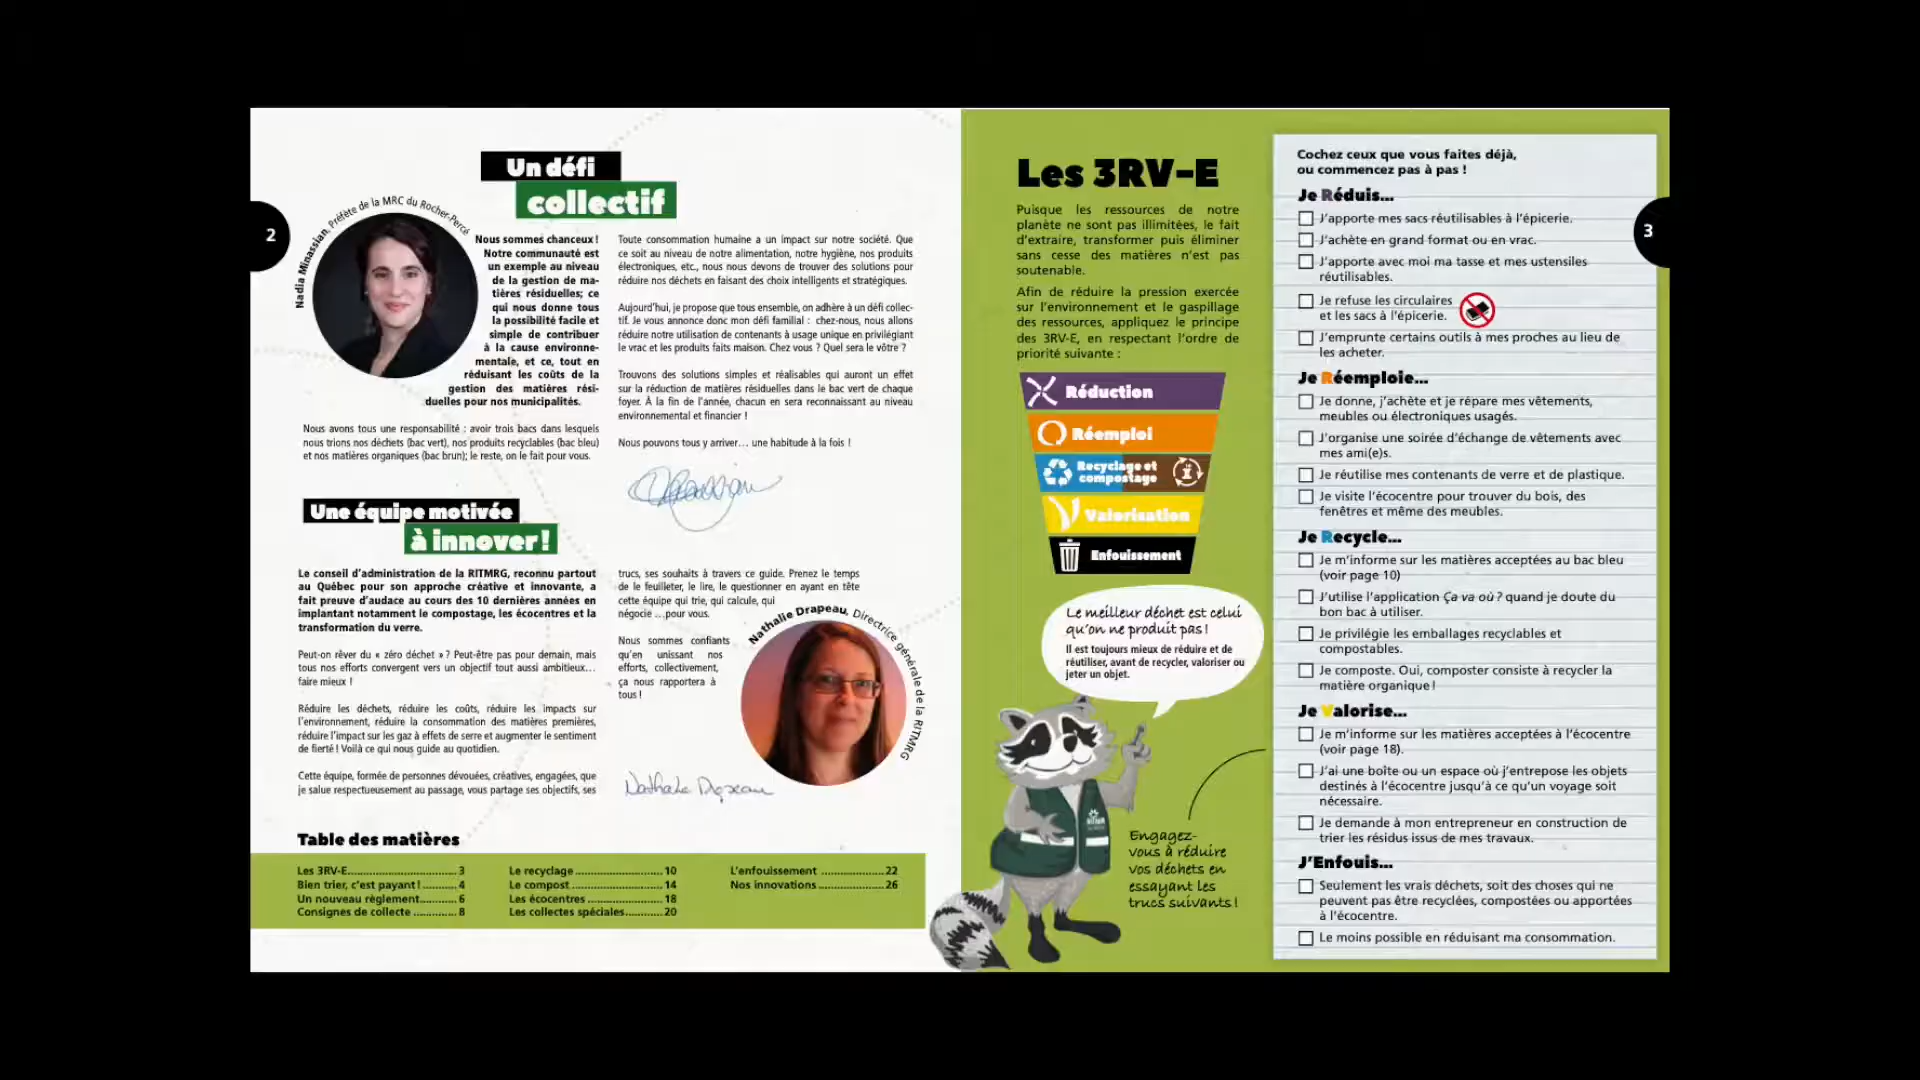 2
Nadia Minassian, Préfète de la MRC du Rocher-Percé
Un défi
collectif
Nous sommes chanceux !
Notre communauté est
un exemple au niveau
de la gestion de ma-
tières résiduelles; ce
qui nous donne tous
la possibilité facile et
simple de contribuer
à la cause environne-
mentale, et ce, tout en
réduisant les coûts de la
gestion des matières rési-
duelles pour nos municipalités.
Nous avons tous une responsabilité : avoir trois bacs dans lesquels
nous trions nos déchets (bac vert), nos produits recyclables (bac bleu)
et nos matières organiques (bac brun); le reste, on le fait pour vous.
Toute consommation humaine a un impact sur notre société. Que
ce soit au niveau de notre alimentation, notre hygiène, nos produits
électroniques, etc., nous nous devons de trouver des solutions pour
réduire nos déchets en faisant des choix intelligents et stratégiques.
Aujourd'hui, je propose que tous ensemble, on adhère à un défi collec-
tif. Je vous annonce donc mon défi familial : chez-nous, nous allons
réduire notre utilisation de contenants à usage unique en privilégiant
le vrac et les produits faits maison. Chez vous ? Quel sera le vôtre ?
Trouvons des solutions simples et réalisables qui auront un effet
sur la réduction de matières résiduelles dans le bac vert de chaque
foyer. À la fin de l'année, chacun en sera reconnaissant au niveau
environnemental et financier !
Nous pouvons tous y arriver… une habitude à la fois !
Une équipe motivée
à innover !
Le conseil d'administration de la RITMRG, reconnu partout
au Québec pour son approche créative et innovante, a
fait preuve d'audace au cours des 10 dernières années en
implantant notamment le compostage, les écocentres et la
transformation du verre.
Peut-on rêver du « zéro déchet » ? Peut-être pas pour demain, mais
tous nos efforts convergent vers un objectif tout aussi ambitieux…
faire mieux !
Réduire les déchets, réduire les coûts, réduire les impacts sur
l'environnement, réduire la consommation des matières premières,
réduire l'impact sur les gaz à effets de serre et augmenter le sentiment
de fierté ! Voilà ce qui nous guide au quotidien.
Cette équipe, formée de personnes dévouées, créatives, engagées, que
je salue respectueusement au passage, vous partage ses objectifs, ses
trucs, ses souhaits à travers ce guide. Prenez le temps
de le feuilleter, le lire, le questionner en ayant en tête
cette équipe qui trie, qui calcule, qui
négocie …pour vous.
Nous sommes confiants
qu'en unissant nos
efforts, collectivement,
ça nous rapportera à
tous !
Nathalie Drapeau, Directrice générale de la RITMRG
Nathalie Drapeau
Table des matières
Les 3RV-E 3
Bien trier, c'est payant ! 4
Un nouveau règlement 6
Consignes de collecte 8
Le recyclage 10
Le compost 14
Les écocentres 18
Les collectes spéciales 20
L'enfouissement 22
Nos innovations 26
Les 3RV-E
Puisque les ressources de notre
planète ne sont pas illimitées, le fait
d'extraire, transformer puis éliminer
sans cesse des matières n'est pas
soutenable.
Afin de réduire la pression exercée
sur l'environnement et le gaspillage
des ressources, appliquez le principe
des 3RV-E, en respectant l'ordre de
priorité suivante :
Réduction
Réemploi
Recyclage et
compostage
Valorisation
Enfouissement
Le meilleur déchet est celui
qu'on ne produit pas !
Il est toujours mieux de réduire et de
réutiliser, avant de recycler, valoriser ou
jeter un objet.
Engagez-
vous à réduire
vos déchets en
essayant les
trucs suivants !
3
Cochez ceux que vous faites déjà,
ou commencez pas à pas !
Je Réduis…
J'apporte mes sacs réutilisables à l'épicerie.
J'achète en grand format ou en vrac.
J'apporte avec moi ma tasse et mes ustensiles
réutilisables.
Je refuse les circulaires
et les sacs à l'épicerie.
J'emprunte certains outils à mes proches au lieu de
les acheter.
Je Réemploie…
Je donne, j'achète et je répare mes vêtements,
meubles ou électroniques usagés.
J'organise une soirée d'échange de vêtements avec
mes ami(e)s.
Je réutilise mes contenants de verre et de plastique.
Je visite l'écocentre pour trouver du bois, des
fenêtres et même des meubles.
Je Recycle…
Je m'informe sur les matières acceptées au bac bleu
(voir page 10)
J'utilise l'application Ça va où ? quand je doute du
bon bac à utiliser.
Je privilégie les emballages recyclables et
compostables.
Je composte. Oui, composter consiste à recycler la
matière organique !
Je Valorise…
Je m'informe sur les matières acceptées à l'écocentre
(voir page 18).
J'ai une boîte ou un espace où j'entrepose les objets
destinés à l'écocentre jusqu'à ce qu'un voyage soit
nécessaire.
Je demande à mon entrepreneur en construction de
trier les résidus issus de mes travaux.
J'Enfouis…
Seulement les vrais déchets, soit des choses qui ne
peuvent pas être recyclées, compostées ou apportées
à l'écocentre.
Le moins possible en réduisant ma consommation.